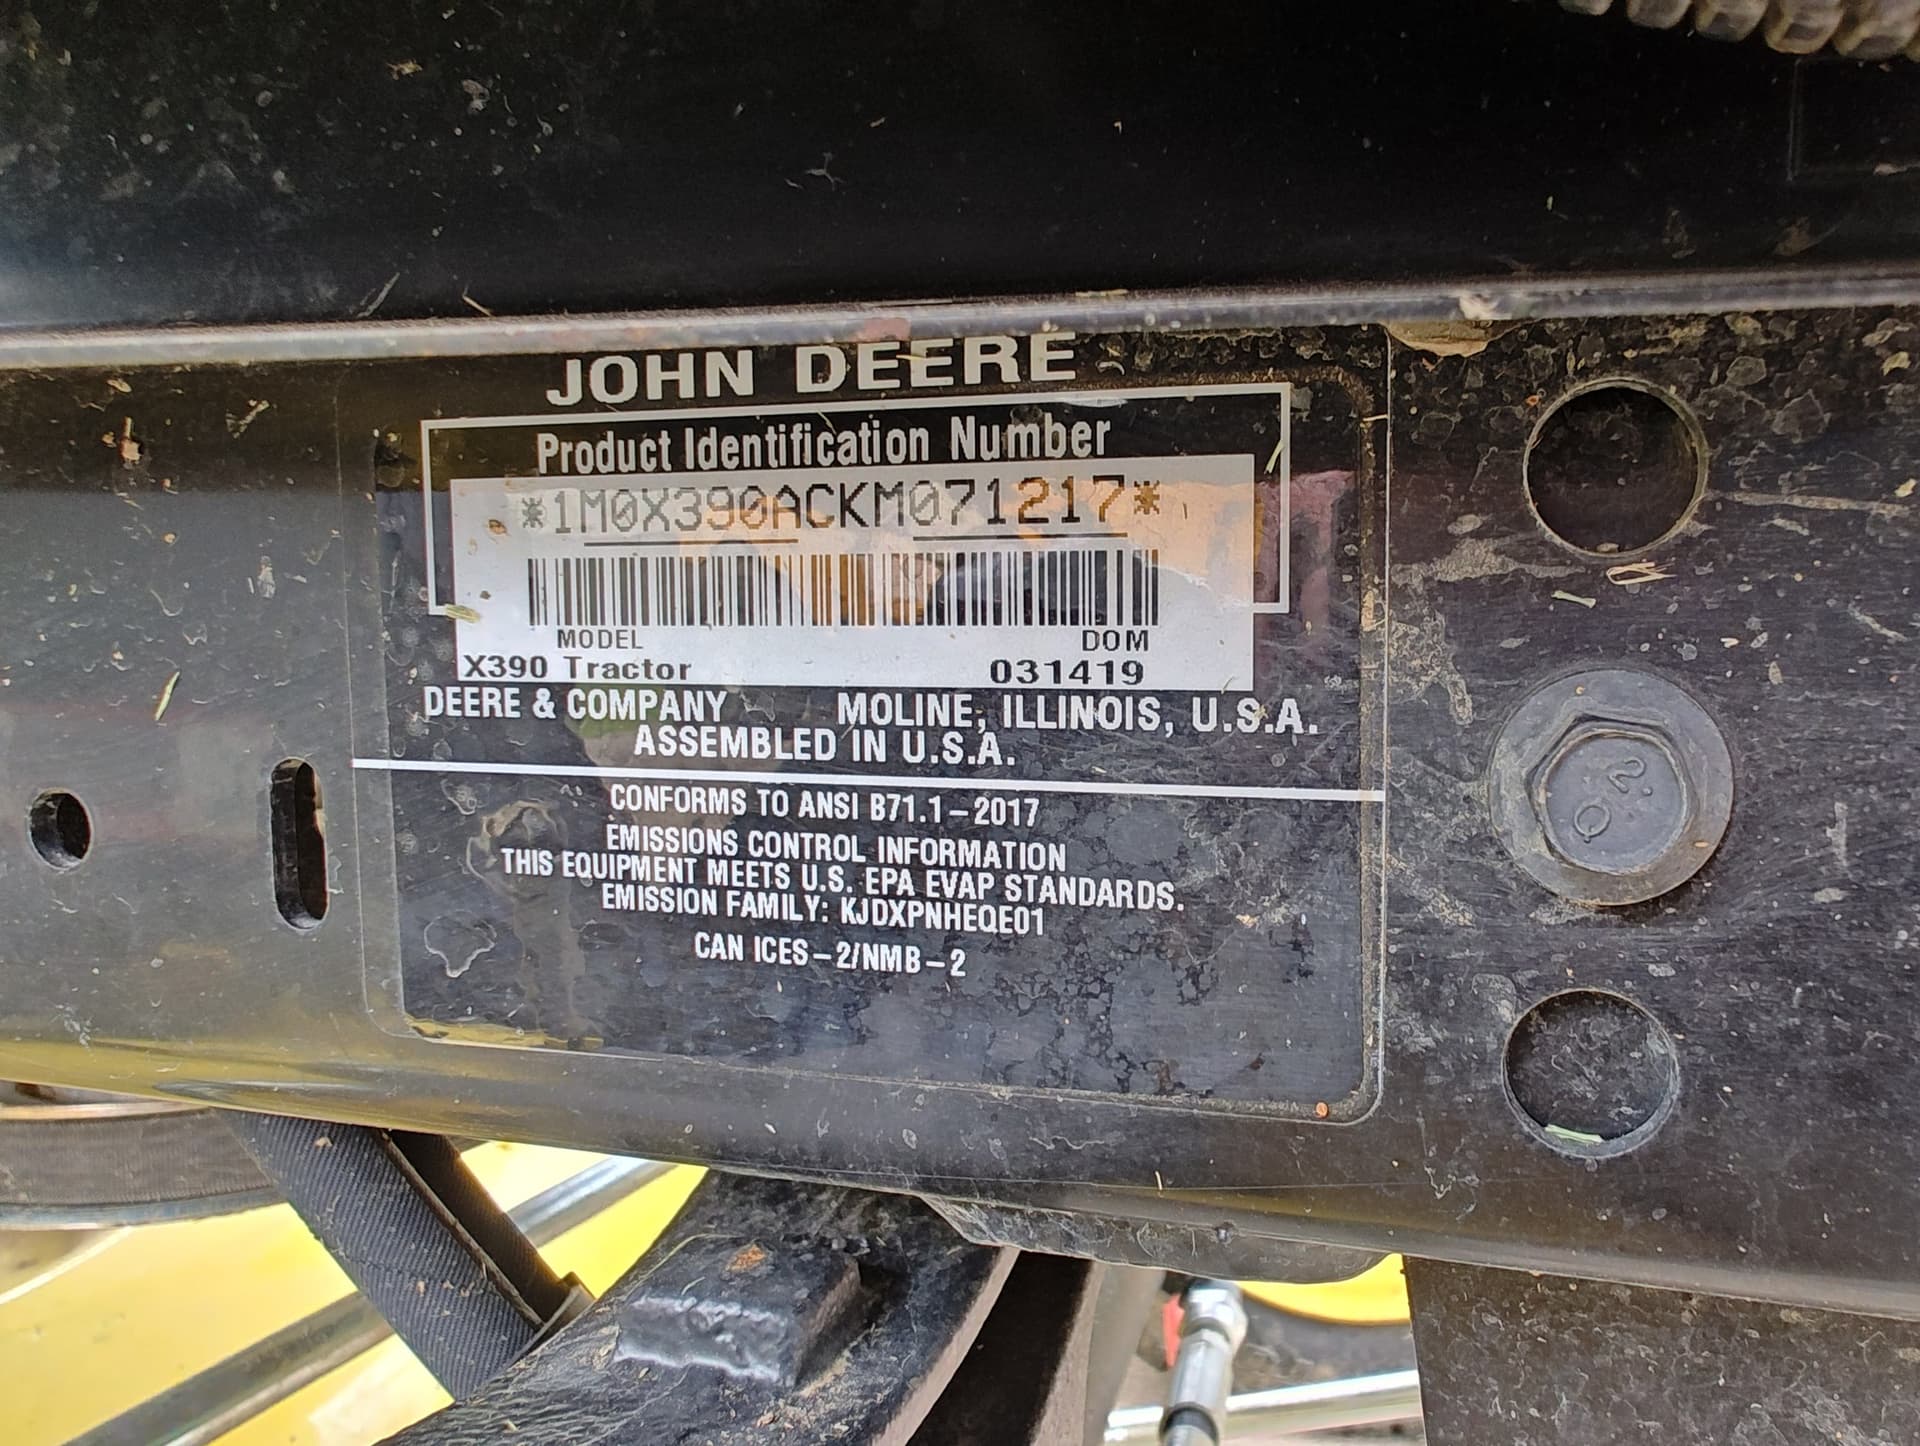 JOHN DEERE
Product Identification Number
*1M0X390ACKM071217*
MODEL DOM
X390 Tractor 031419
DEERE & COMPANY MOLINE, ILLINOIS, U.S.A.
ASSEMBLED IN U.S.A.
CONFORMS TO ANSI B71.1-2017
EMISSIONS CONTROL INFORMATION
THIS EQUIPMENT MEETS U.S. EPA EVAP STANDARDS.
EMISSION FAMILY: KJDXPNHEQE01
CAN ICES-2/NMB-2